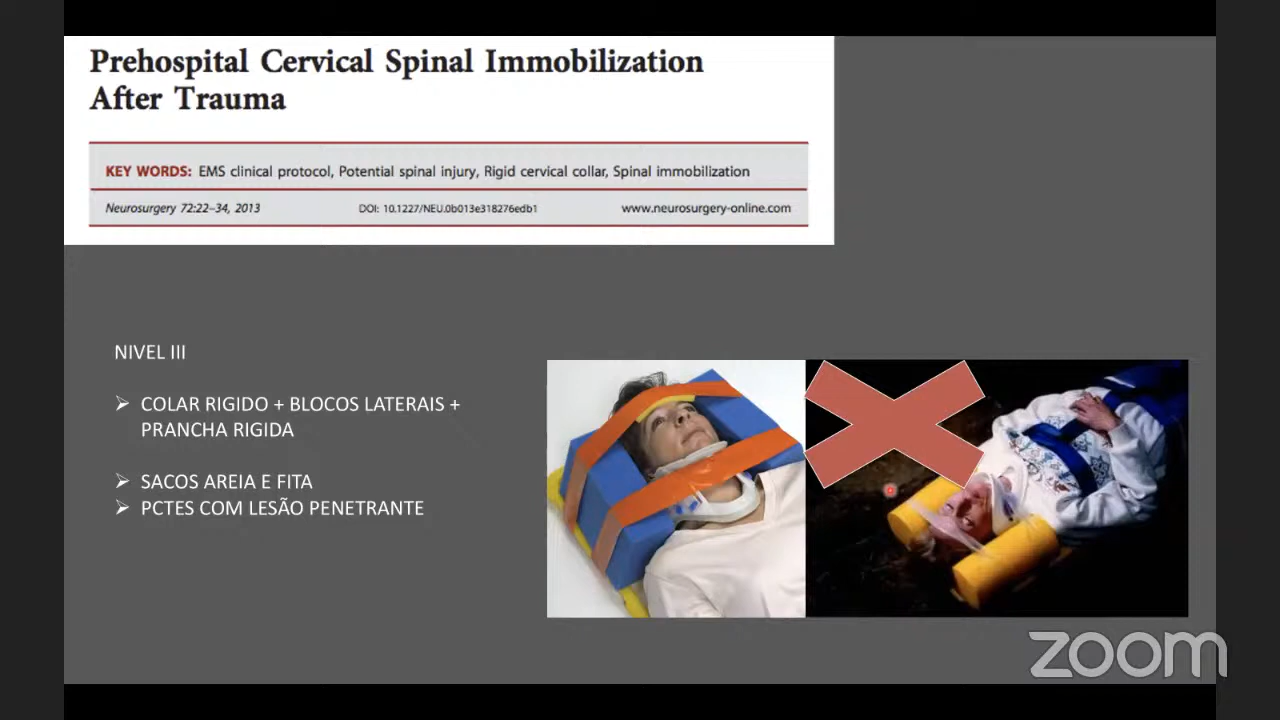 Prehospital Cervical Spinal Immobilization
After Trauma
KEY WORDS: EMS clinical protocol, Potential spinal injury, Rigid cervical collar, Spinal immobilization
Neurosurgery 72:22–34, 2013 DOI: 10.1227/NEU.0b013e318276edb1 www.neurosurgery-online.com
NIVEL III
➢ COLAR RIGIDO + BLOCOS LATERAIS +
PRANCHA RIGIDA
➢ SACOS AREIA E FITA
➢ PCTES COM LESÃO PENETRANTE
zoom